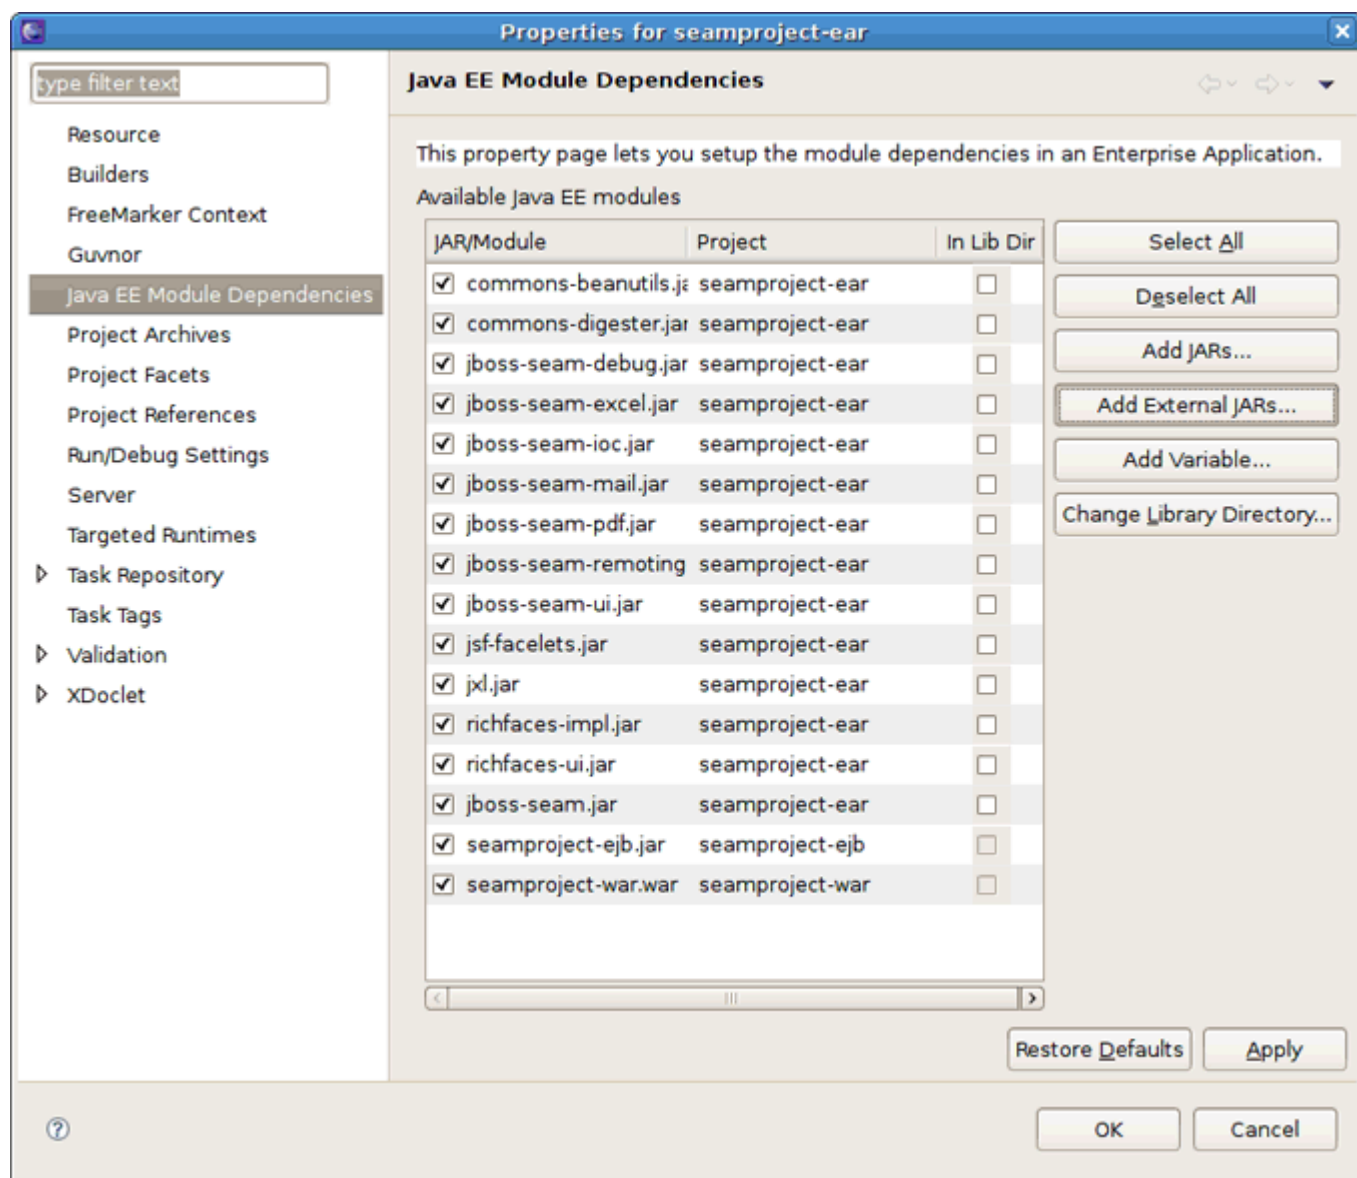 Properties for seamproject-ear
type filter text
Resource
Builders
FreeMarker Context
Guvnor
Java EE Module Dependencies
Project Archives
Project Facets
Project References
Run/Debug Settings
Server
Targeted Runtimes
Task Repository
Task Tags
Validation
XDoclet
Java EE Module Dependencies
This property page lets you setup the module dependencies in an Enterprise Application.
Available Java EE modules
JAR/Module Project In Lib Dir
commons-beanutils.ja seamproject-ear
commons-digester.jar seamproject-ear
jboss-seam-debug.jar seamproject-ear
jboss-seam-excel.jar seamproject-ear
jboss-seam-ioc.jar seamproject-ear
jboss-seam-mail.jar seamproject-ear
jboss-seam-pdf.jar seamproject-ear
jboss-seam-remoting seamproject-ear
jboss-seam-ui.jar seamproject-ear
jsf-facelets.jar seamproject-ear
jxl.jar seamproject-ear
richfaces-impl.jar seamproject-ear
richfaces-ui.jar seamproject-ear
jboss-seam.jar seamproject-ear
seamproject-ejb.jar seamproject-ejb
seamproject-war.war seamproject-war
Select All
Deselect All
Add JARs...
Add External JARs...
Add Variable...
Change Library Directory...
Restore Defaults Apply
? OK Cancel